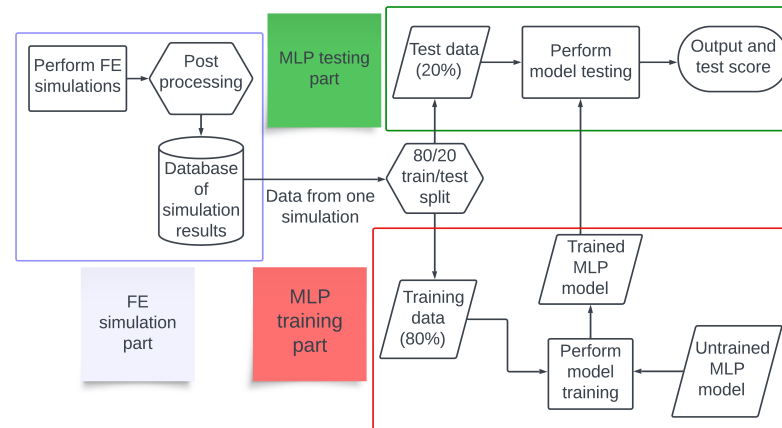 Perform FE
simulations
Post
processing
Database
of
simulation
results
FE
simulation
part
MLP testing
part
Data from one
simulation
80/20
train/test
split
Test data
(20%)
Perform
model testing
Output and
test score
MLP
training
part
Training
data
(80%)
Trained
MLP
model
Perform
model
training
Untrained
MLP
model